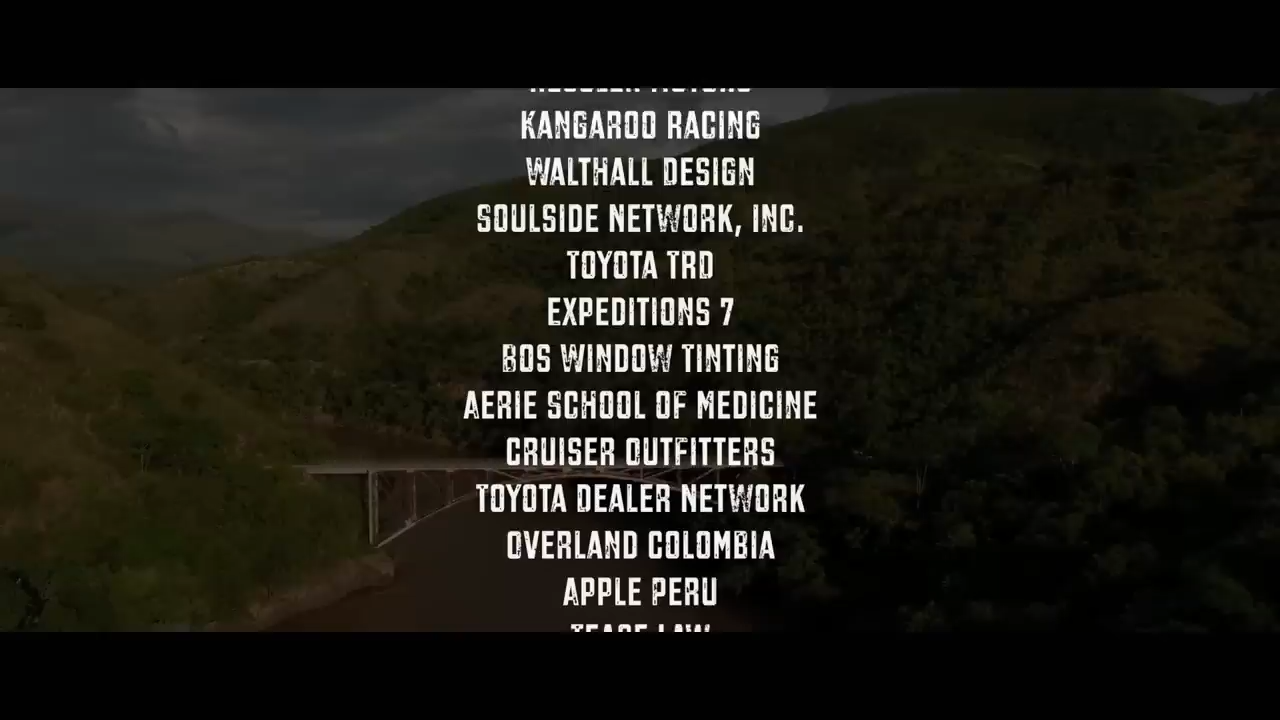 KANGAROO RACING
WALTHALL DESIGN
SOULSIDE NETWORK, INC.
TOYOTA TRD
EXPEDITIONS 7
BOS WINDOW TINTING
AERIE SCHOOL OF MEDICINE
CRUISER OUTFITTERS
TOYOTA DEALER NETWORK
OVERLAND COLOMBIA
APPLE PERU